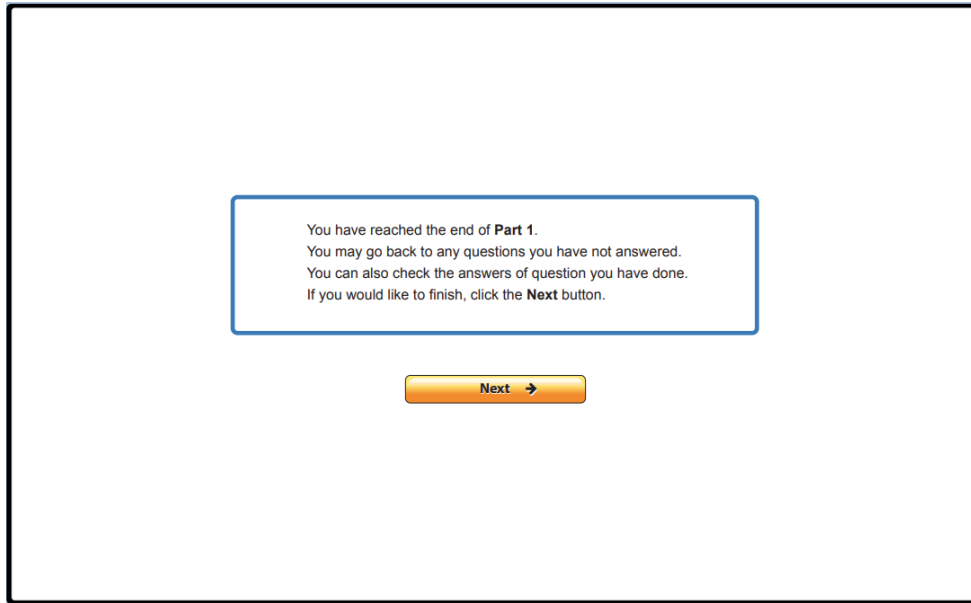 You have reached the end of Part 1.
You may go back to any questions you have not answered.
You can also check the answers of question you have done.
If you would like to finish, click the Next button.
Next →